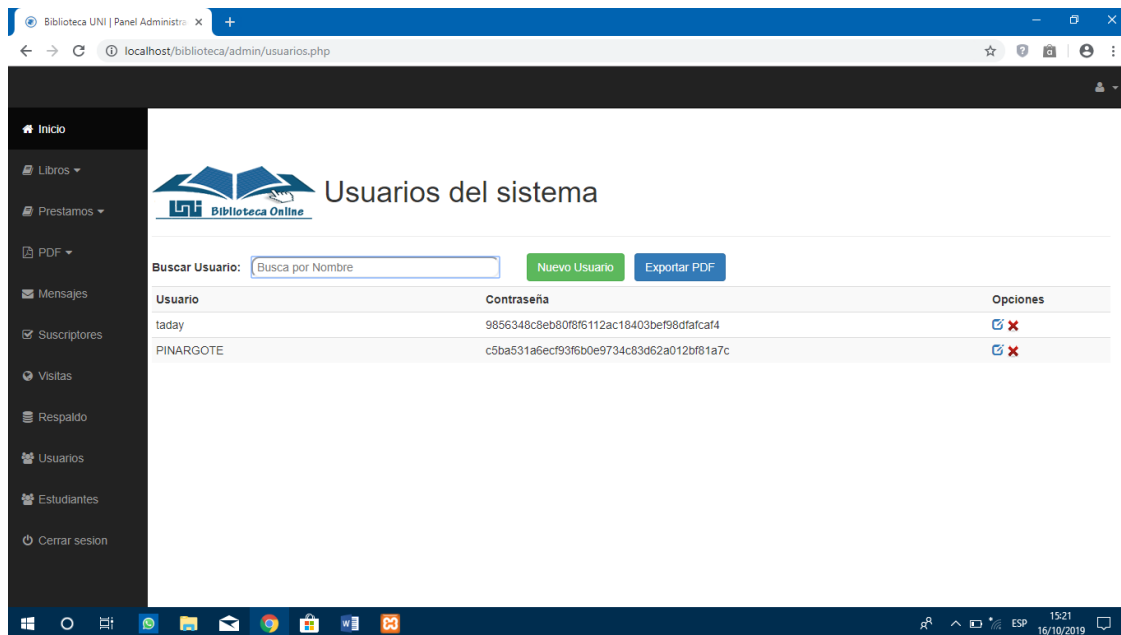 Biblioteca UNI | Panel Administra
localhost/biblioteca/admin/usuarios.php
Inicio
Libros
Prestamos
PDF
Mensajes
Suscriptores
Visitas
Respaldo
Usuarios
Estudiantes
Cerrar sesion
UNI Biblioteca Online
Usuarios del sistema
Buscar Usuario: Busca por Nombre Nuevo Usuario Exportar PDF
Usuario Contraseña Opciones
taday 9856348c8eb80f8f6112ac18403bef98dfafcaf4
PINARGOTE c5ba531a6ecf93f6b0e9734c83d62a012bf81a7c
ESP 15:21
16/10/2019